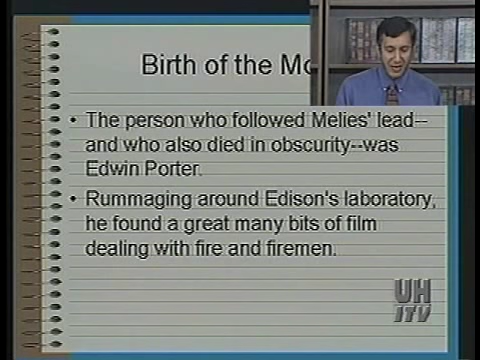 Birth of the Mo
• The person who followed Melies' lead--
and who also died in obscurity--was
Edwin Porter.
• Rummaging around Edison's laboratory,
he found a great many bits of film
dealing with fire and firemen.
UH
ITV